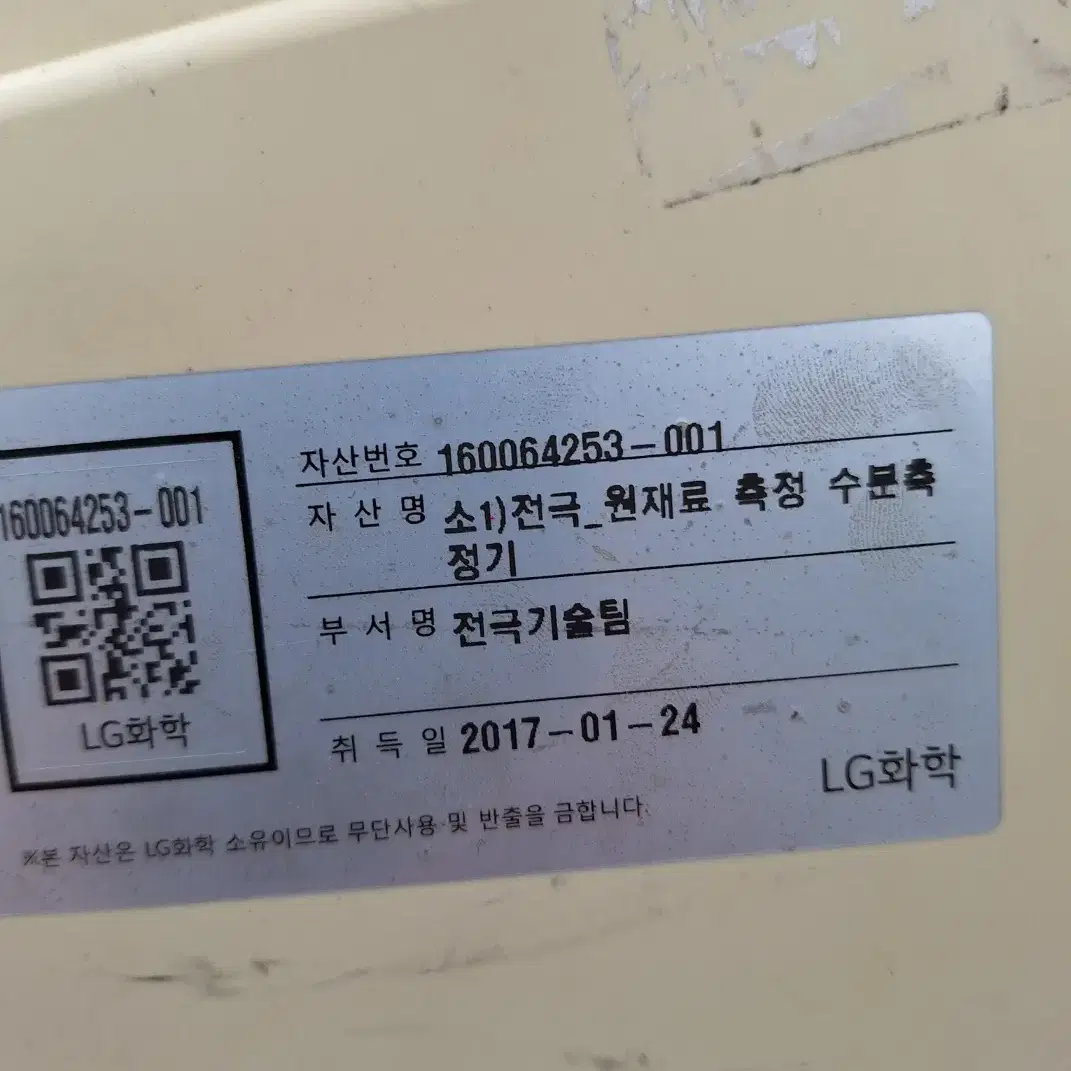 160064253-001
LG화학
자산번호 160064253-001
자 산 명 소1)전극_원재료 측정 수분측
정기
부 서 명 전극기술팀
취 득 일 2017-01-24
LG화학
※본 자산은 LG화학 소유이므로 무단사용 및 반출을 금합니다.